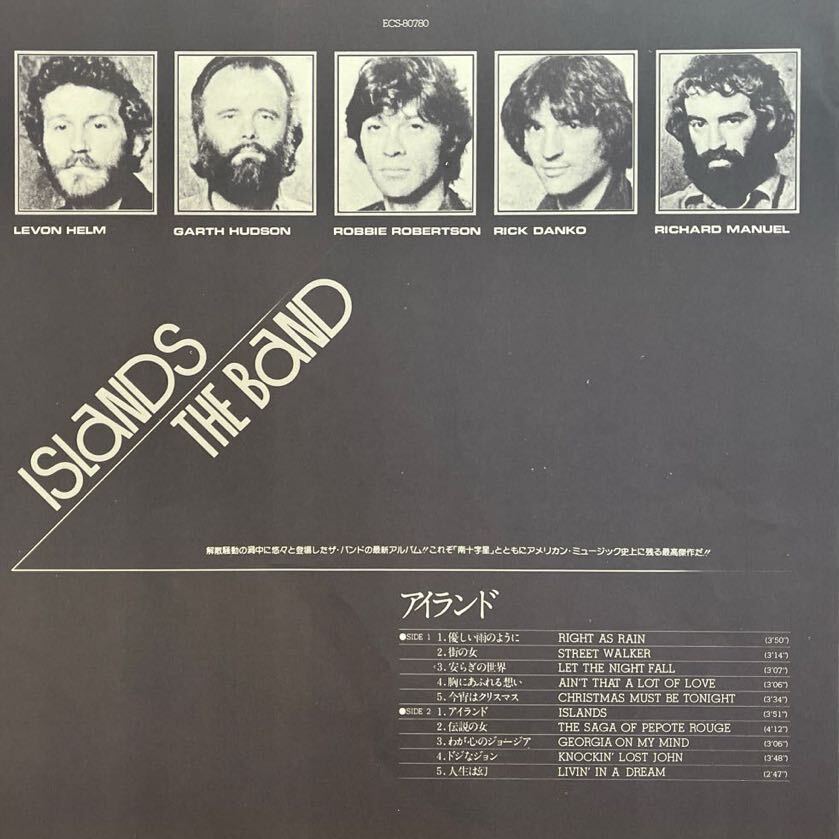 ECS-80780
LEVON HELM
GARTH HUDSON
ROBBIE ROBERTSON
RICK DANKO
RICHARD MANUEL
ISLANDS
THE BAND
解散騒動の渦中に悠々と登場したザ・バンドの最新アルバム!!これぞ「南十字星」とともにアメリカン・ミュージック史上に残る最高傑作だ!!
アイランド
●SIDE 1 1. 優しい雨のように RIGHT AS RAIN (3'50")
2. 街の女 STREET WALKER (3'14")
3. 安らぎの世界 LET THE NIGHT FALL (3'07")
4. 胸にあふれる想い AIN'T THAT A LOT OF LOVE (3'06")
5. 今宵はクリスマス CHRISTMAS MUST BE TONIGHT (3'34")
●SIDE 2 1. アイランド ISLANDS (3'51")
2. 伝説の女 THE SAGA OF PEPOTE ROUGE (4'12")
3. わが心のジョージア GEORGIA ON MY MIND (3'06")
4. ドジなジョン KNOCKIN' LOST JOHN (3'48")
5. 人生は幻 LIVIN' IN A DREAM (2'47")